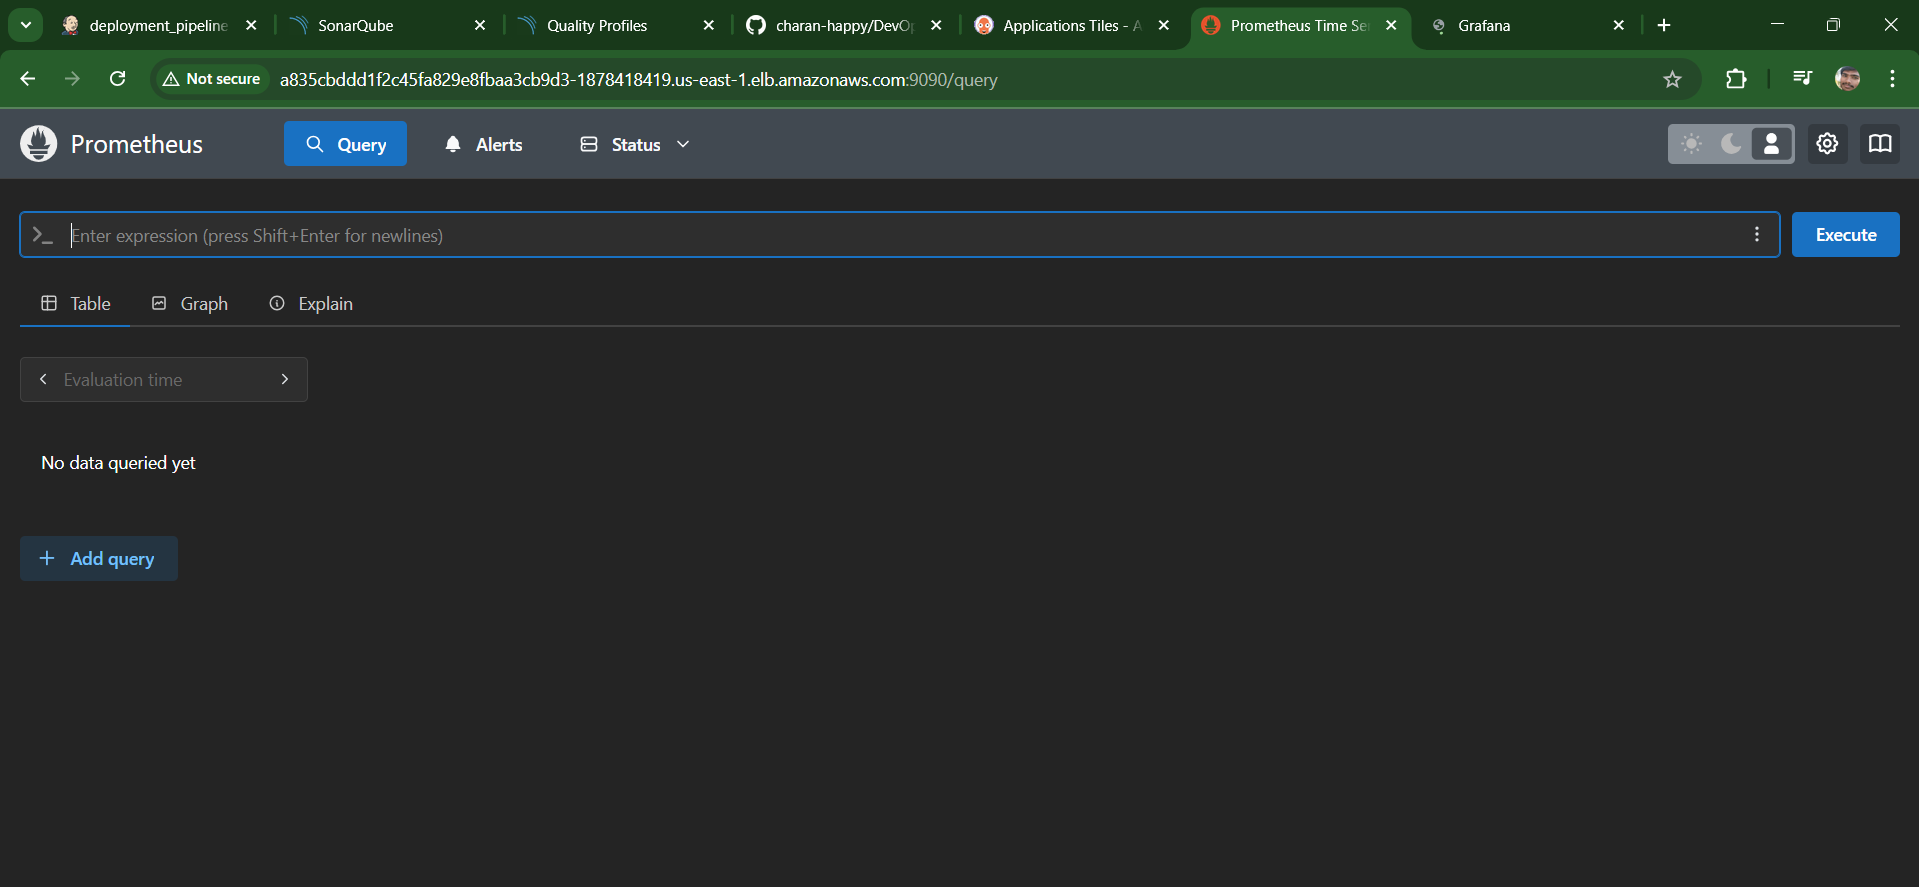 deployment_pipeline
SonarQube
Quality Profiles
charan-happy/DevOp
Applications Tiles - A
Prometheus Time Se
Grafana
Not secure
a835cbddd1f2c45fa829e8fbaa3cb9d3-1878418419.us-east-1.elb.amazonaws.com:9090/query
Prometheus
Query
Alerts
Status
Enter expression (press Shift+Enter for newlines)
Execute
Table
Graph
Explain
Evaluation time
No data queried yet
Add query